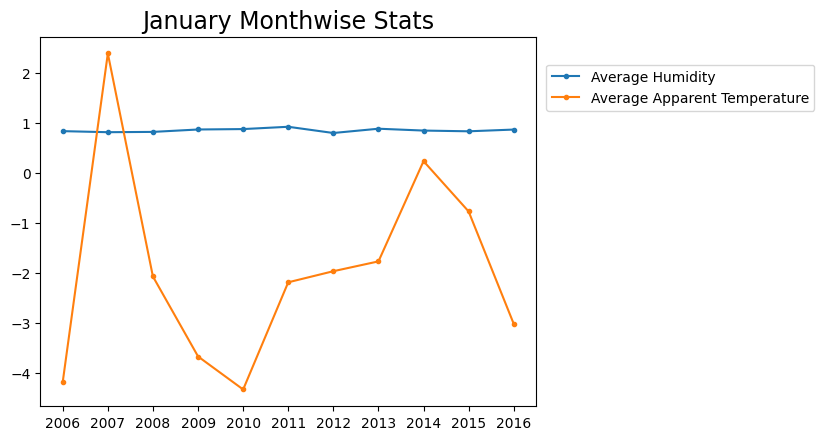 January Monthwise Stats
Average Humidity
Average Apparent Temperature
2
1
0
−1
−2
−3
−4
2006 2007 2008 2009 2010 2011 2012 2013 2014 2015 2016